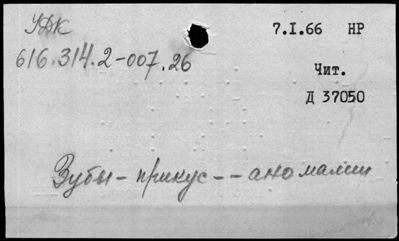 УДК
7.I.66 НР
616.314.2-007.26
Чит.
Д 37050
Зубы - прикус -- аномалии